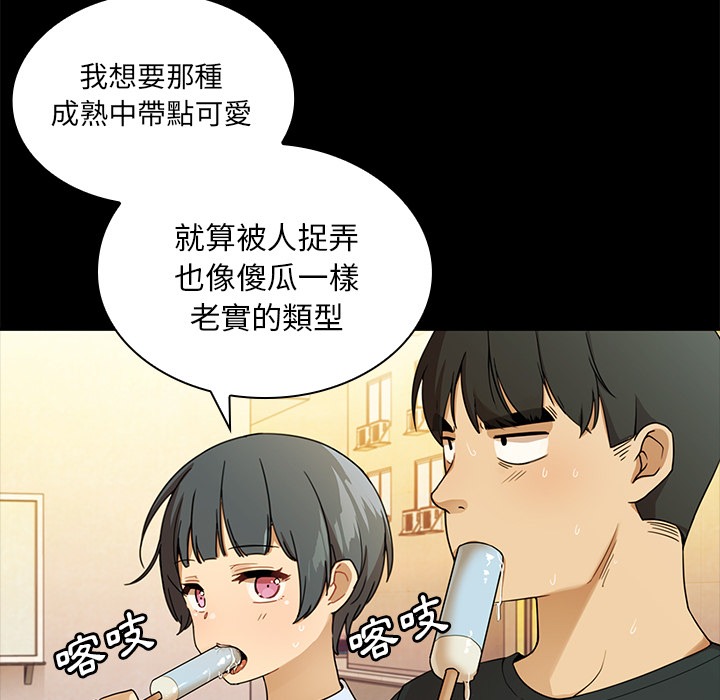 我想要那種
成熟中帶點可愛
就算被人捉弄
也像傻瓜一樣
老實的類型
喀吱
喀吱